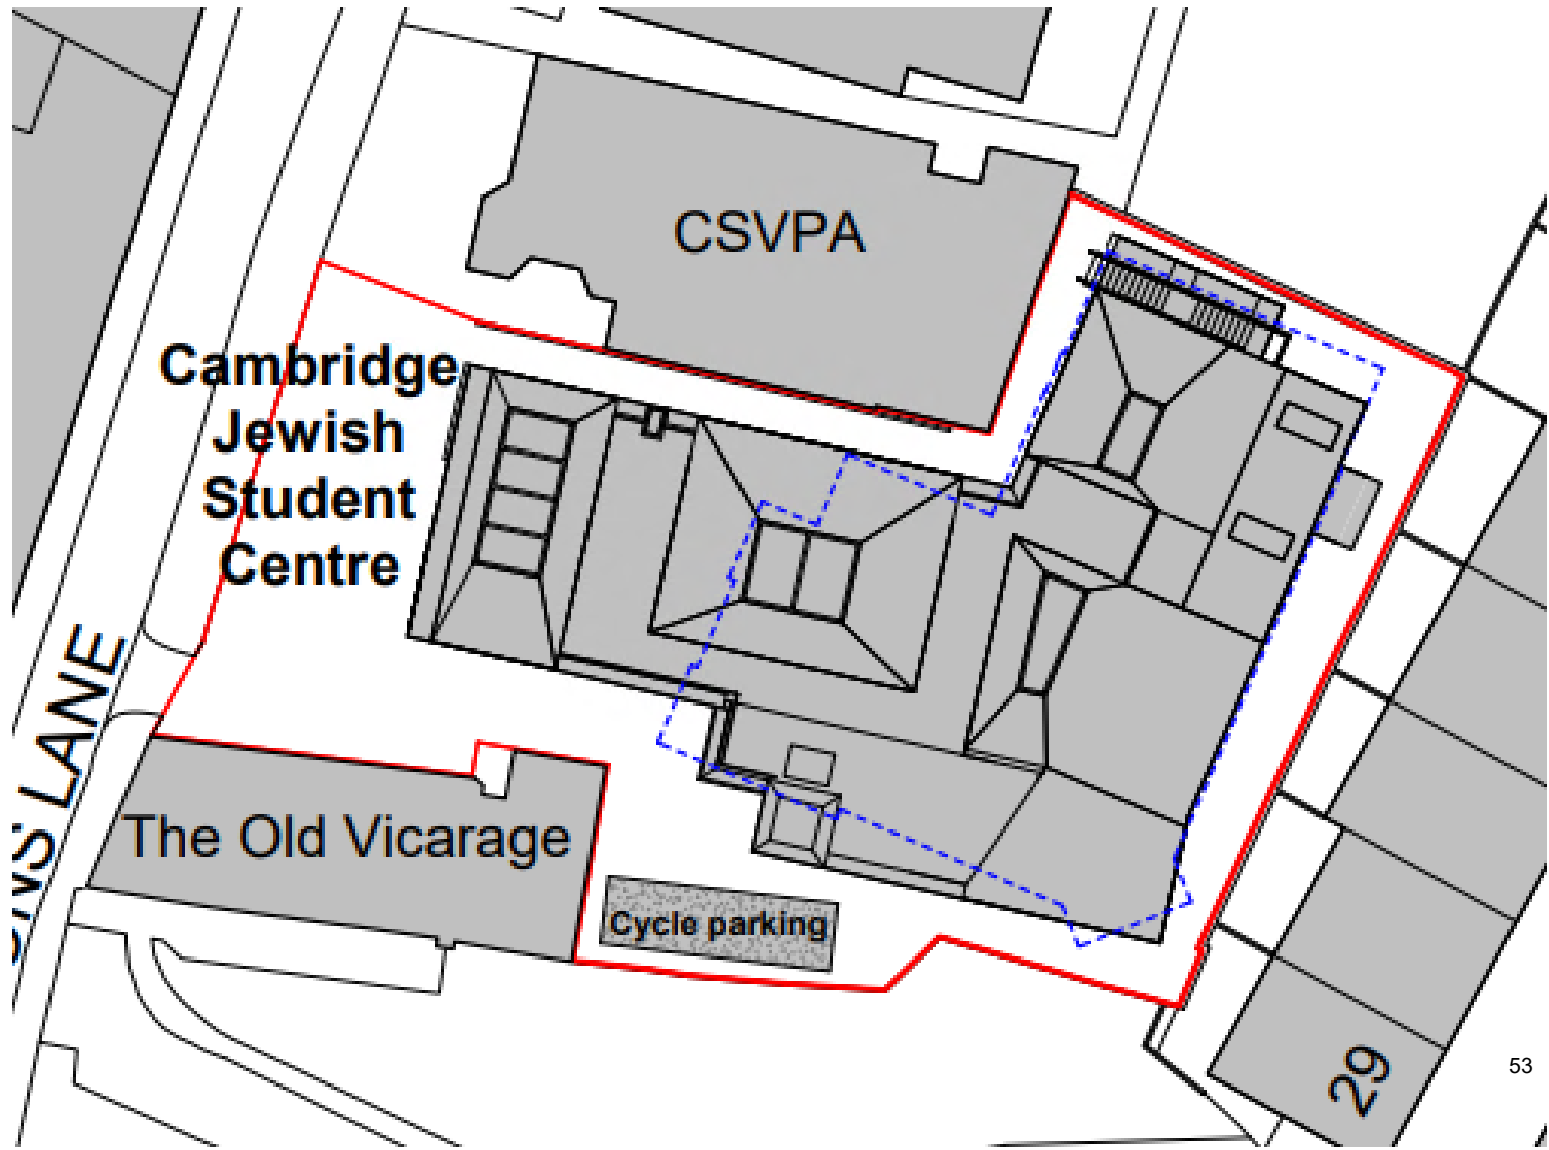 CSVPA
Cambridge
Jewish
Student
Centre
LANE
The Old Vicarage
Cycle parking
29
53